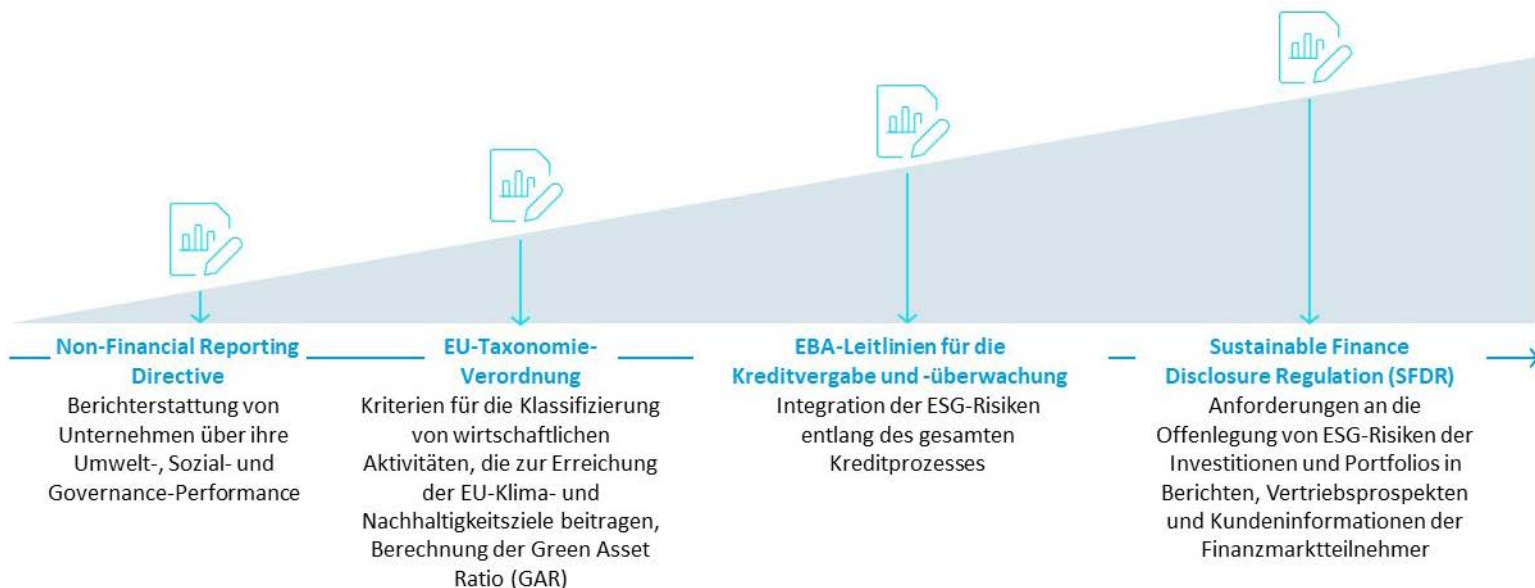 Non-Financial Reporting
Directive
Berichterstattung von
Unternehmen über ihre
Umwelt-, Sozial- und
Governance-Performance
EU-Taxonomie-
Verordnung
Kriterien für die Klassifizierung
von wirtschaftlichen
Aktivitäten, die zur Erreichung
der EU-Klima- und
Nachhaltigkeitsziele beitragen,
Berechnung der Green Asset
Ratio (GAR)
EBA-Leitlinien für die
Kreditvergabe und -überwachung
Integration der ESG-Risiken
entlang des gesamten
Kreditprozesses
Sustainable Finance
Disclosure Regulation (SFDR)
Anforderungen an die
Offenlegung von ESG-Risiken der
Investitionen und Portfolios in
Berichten, Vertriebsprospekten
und Kundeninformationen der
Finanzmarktteilnehmer